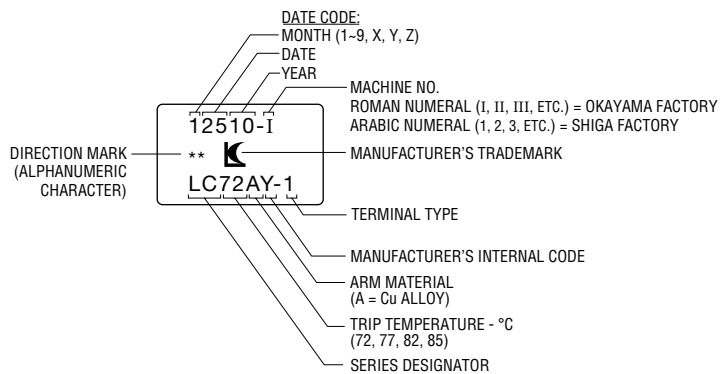 DATE CODE:
MONTH (1~9, X, Y, Z)
DATE
YEAR
MACHINE NO.
ROMAN NUMERAL (I, II, III, ETC.) = OKAYAMA FACTORY
ARABIC NUMERAL (1, 2, 3, ETC.) = SHIGA FACTORY
12510-I
DIRECTION MARK
(ALPHANUMERIC
CHARACTER)
**
MANUFACTURER'S TRADEMARK
LC72AY-1
TERMINAL TYPE
MANUFACTURER'S INTERNAL CODE
ARM MATERIAL
(A = Cu ALLOY)
TRIP TEMPERATURE - °C
(72, 77, 82, 85)
SERIES DESIGNATOR